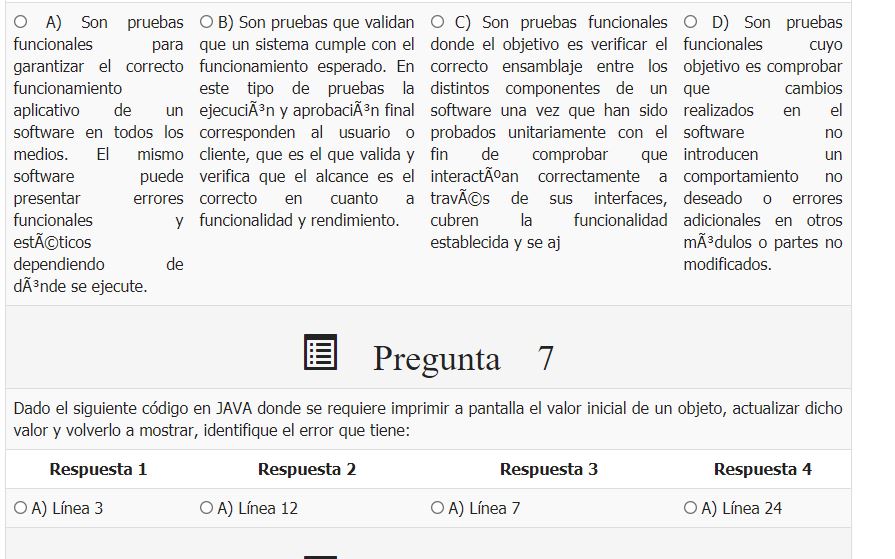 A) Son pruebas
funcionales para
garantizar el correcto
funcionamiento
aplicativo de un
software en todos los
medios. El mismo
software puede
presentar errores
funcionales y
estÃ©ticos
dependiendo de
dÃ³nde se ejecute.
B) Son pruebas que validan
que un sistema cumple con el
funcionamiento esperado. En
este tipo de pruebas la
ejecuciÃ³n y aprobaciÃ³n final
corresponden al usuario o
cliente, que es el que valida y
verifica que el alcance es el
correcto en cuanto a
funcionalidad y rendimiento.
C) Son pruebas funcionales
donde el objetivo es verificar el
correcto ensamblaje entre los
distintos componentes de un
software una vez que han sido
probados unitariamente con el
fin de comprobar que
interactÃºan correctamente a
travÃ©s de sus interfaces,
cubren la funcionalidad
establecida y se aj
D) Son pruebas
funcionales cuyo
objetivo es comprobar
que cambios
realizados en el
software no
introducen un
comportamiento no
deseado o errores
adicionales en otros
mÃ³dulos o partes no
modificados.
Pregunta 7
Dado el siguiente código en JAVA donde se requiere imprimir a pantalla el valor inicial de un objeto, actualizar dicho
valor y volverlo a mostrar, identifique el error que tiene:
Respuesta 1 Respuesta 2 Respuesta 3 Respuesta 4
A) Línea 3 A) Línea 12 A) Línea 7 A) Línea 24